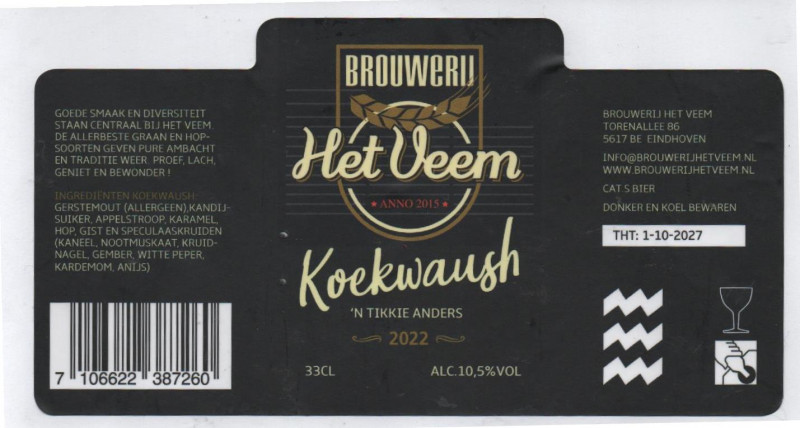 GOEDE SMAAK EN DIVERSITEIT
STAAN CENTRAAL BIJ HET VEEM.
DE ALLERBESTE GRAAN EN HOP-
SOORTEN GEVEN PURE AMBACHT
EN TRADITIE WEER. PROEF, LACH,
GENIET EN BEWONDER !
INGREDIËNTEN KOEKWAUSH:
GERSTEMOUT (ALLERGEEN),KANDIJ-
SUIKER, APPELSTROOP, KARAMEL,
HOP, GIST EN SPECULAASKRUIDEN
(KANEEL, NOOTMUSKAAT, KRUID-
NAGEL, GEMBER, WITTE PEPER,
KARDEMOM, ANIJS)
7 106622 387260
BROUWERIJ
Het Veem
ANNO 2015
Koekwaush
'N TIKKIE ANDERS
2022
33CL
ALC.10,5%VOL
BROUWERIJ HET VEEM
TORENALLEE 86
5617 BE EINDHOVEN
INFO@BROUWERIJHETVEEM.NL
WWW.BROUWERIJHETVEEM.NL
CAT.S BIER
DONKER EN KOEL BEWAREN
THT: 1-10-2027